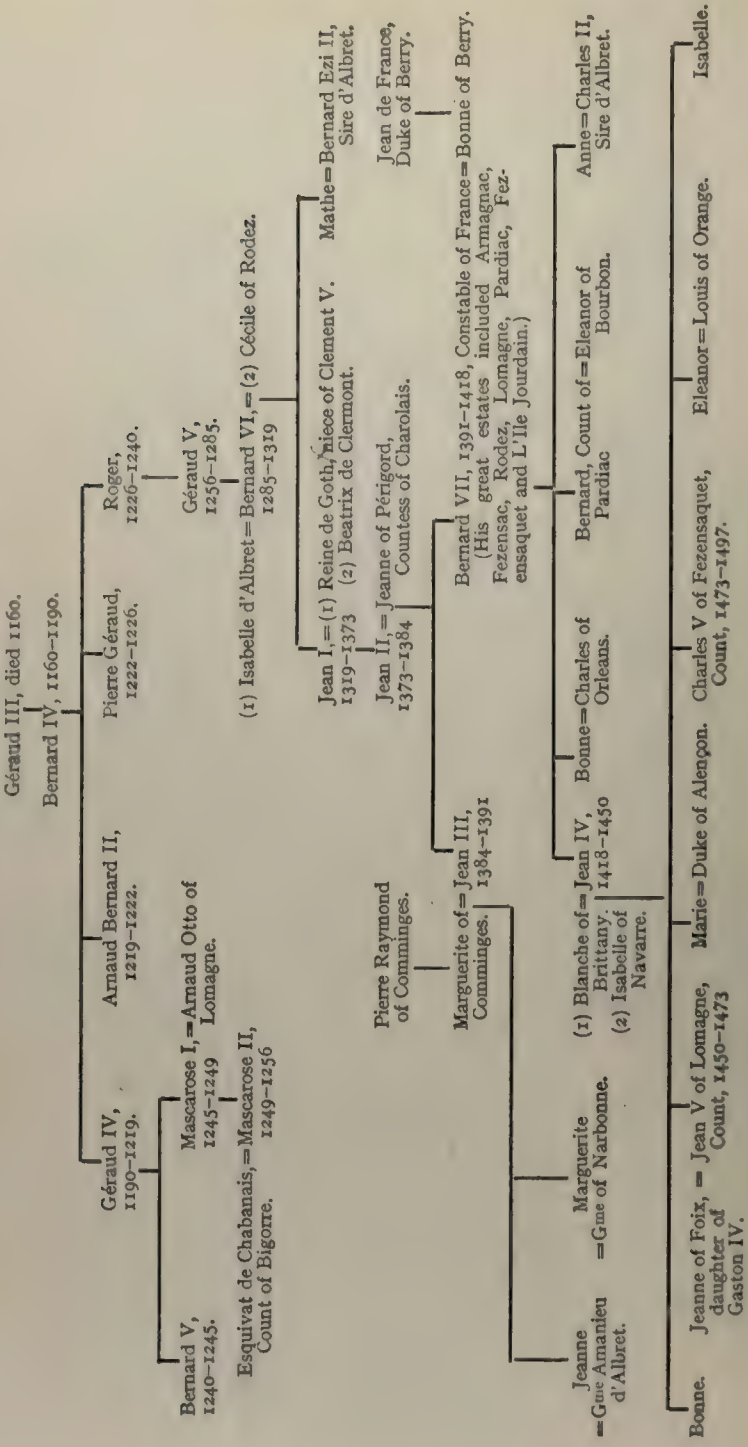 Géraud III, died 1160.
Bernard IV, 1160–1190.
Géraud IV,
1190–1219.
Arnaud Bernard II,
1219–1222.
Pierre Géraud,
1222–1226.
Roger,
1226–1240.
Bernard V,
1240–1245.
Mascarose I, = Arnaud Otto of
1245–1249 Lomagne.
Géraud V,
1256–1285.
Esquivat de Chabanais, = Mascarose II,
Count of Bigorre. 1249–1256
(1) Isabelle d'Albret = Bernard VI, = (2) Cécile of Rodez.
1285–1319
Jean I, = (1) Reine de Goth, niece of Clement V.
1319–1373 (2) Beatrix de Clermont.
Mathe = Bernard Ezi II,
Sire d'Albret.
Jean II, = Jeanne of Périgord,
1373–1384 Countess of Charolais.
Jean de France,
Duke of Berry.
Pierre Raymond
of Comminges.
Marguerite of = Jean III,
Comminges. 1384–1391
Bernard VII, 1391–1418, Constable of France = Bonne of Berry.
(His great estates included Armagnac,
Fezensac, Rodez, Lomagne, Pardiac, Fez-
ensaquet and L'Ile Jourdain.)
Jeanne
= Gme Amanieu
d'Albret.
Marguerite
= Gme of Narbonne.
(1) Blanche of = Jean IV,
Brittany. 1418–1450
(2) Isabelle of
Navarre.
Bonne = Charles of
Orleans.
Bernard, Count of = Eleanor of
Pardiac Bourbon.
Anne = Charles II,
Sire d'Albret.
Bonne.
Jeanne of Foix, = Jean V of Lomagne,
daughter of Count, 1450–1473
Gaston IV.
Marie = Duke of Alençon.
Charles V of Fezensaquet,
Count, 1473–1497.
Eleanor = Louis of Orange.
Isabelle.